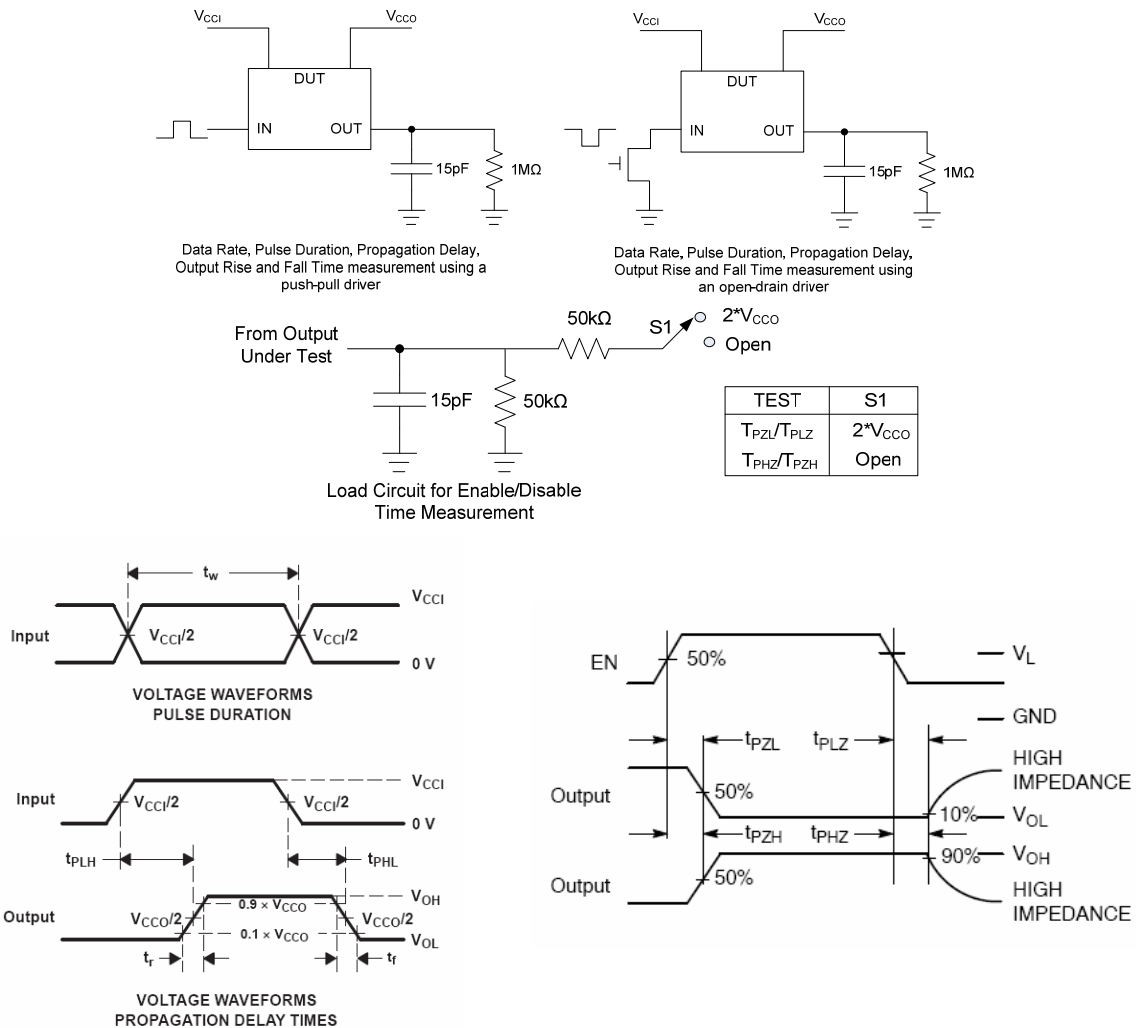 VCCI VCCO
DUT
IN OUT
15pF 1MΩ
Data Rate, Pulse Duration, Propagation Delay,
Output Rise and Fall Time measurement using a
push-pull driver
VCCI VCCO
DUT
IN OUT
15pF 1MΩ
Data Rate, Pulse Duration, Propagation Delay,
Output Rise and Fall Time measurement using
an open-drain driver
From Output
Under Test
50kΩ
S1
2*VCCO
Open
15pF 50kΩ
Load Circuit for Enable/Disable
Time Measurement
TEST S1
TPZL/TPLZ 2*VCCO
TPHZ/TPZH Open
tw
Input
VCCI
VCCI/2 VCCI/2
0 V
VOLTAGE WAVEFORMS
PULSE DURATION
Input
VCCI
VCCI/2 VCCI/2
0 V
tPLH tPHL
Output
VOH
0.9 × VCCO
VCCO/2 VCCO/2
0.1 × VCCO
VOL
tr tf
VOLTAGE WAVEFORMS
PROPAGATION DELAY TIMES
EN
50%
VL
GND
tPZL tPLZ
HIGH
IMPEDANCE
Output
50%
10%
VOL
tPZH tPHZ
VOH
90%
Output
50%
HIGH
IMPEDANCE